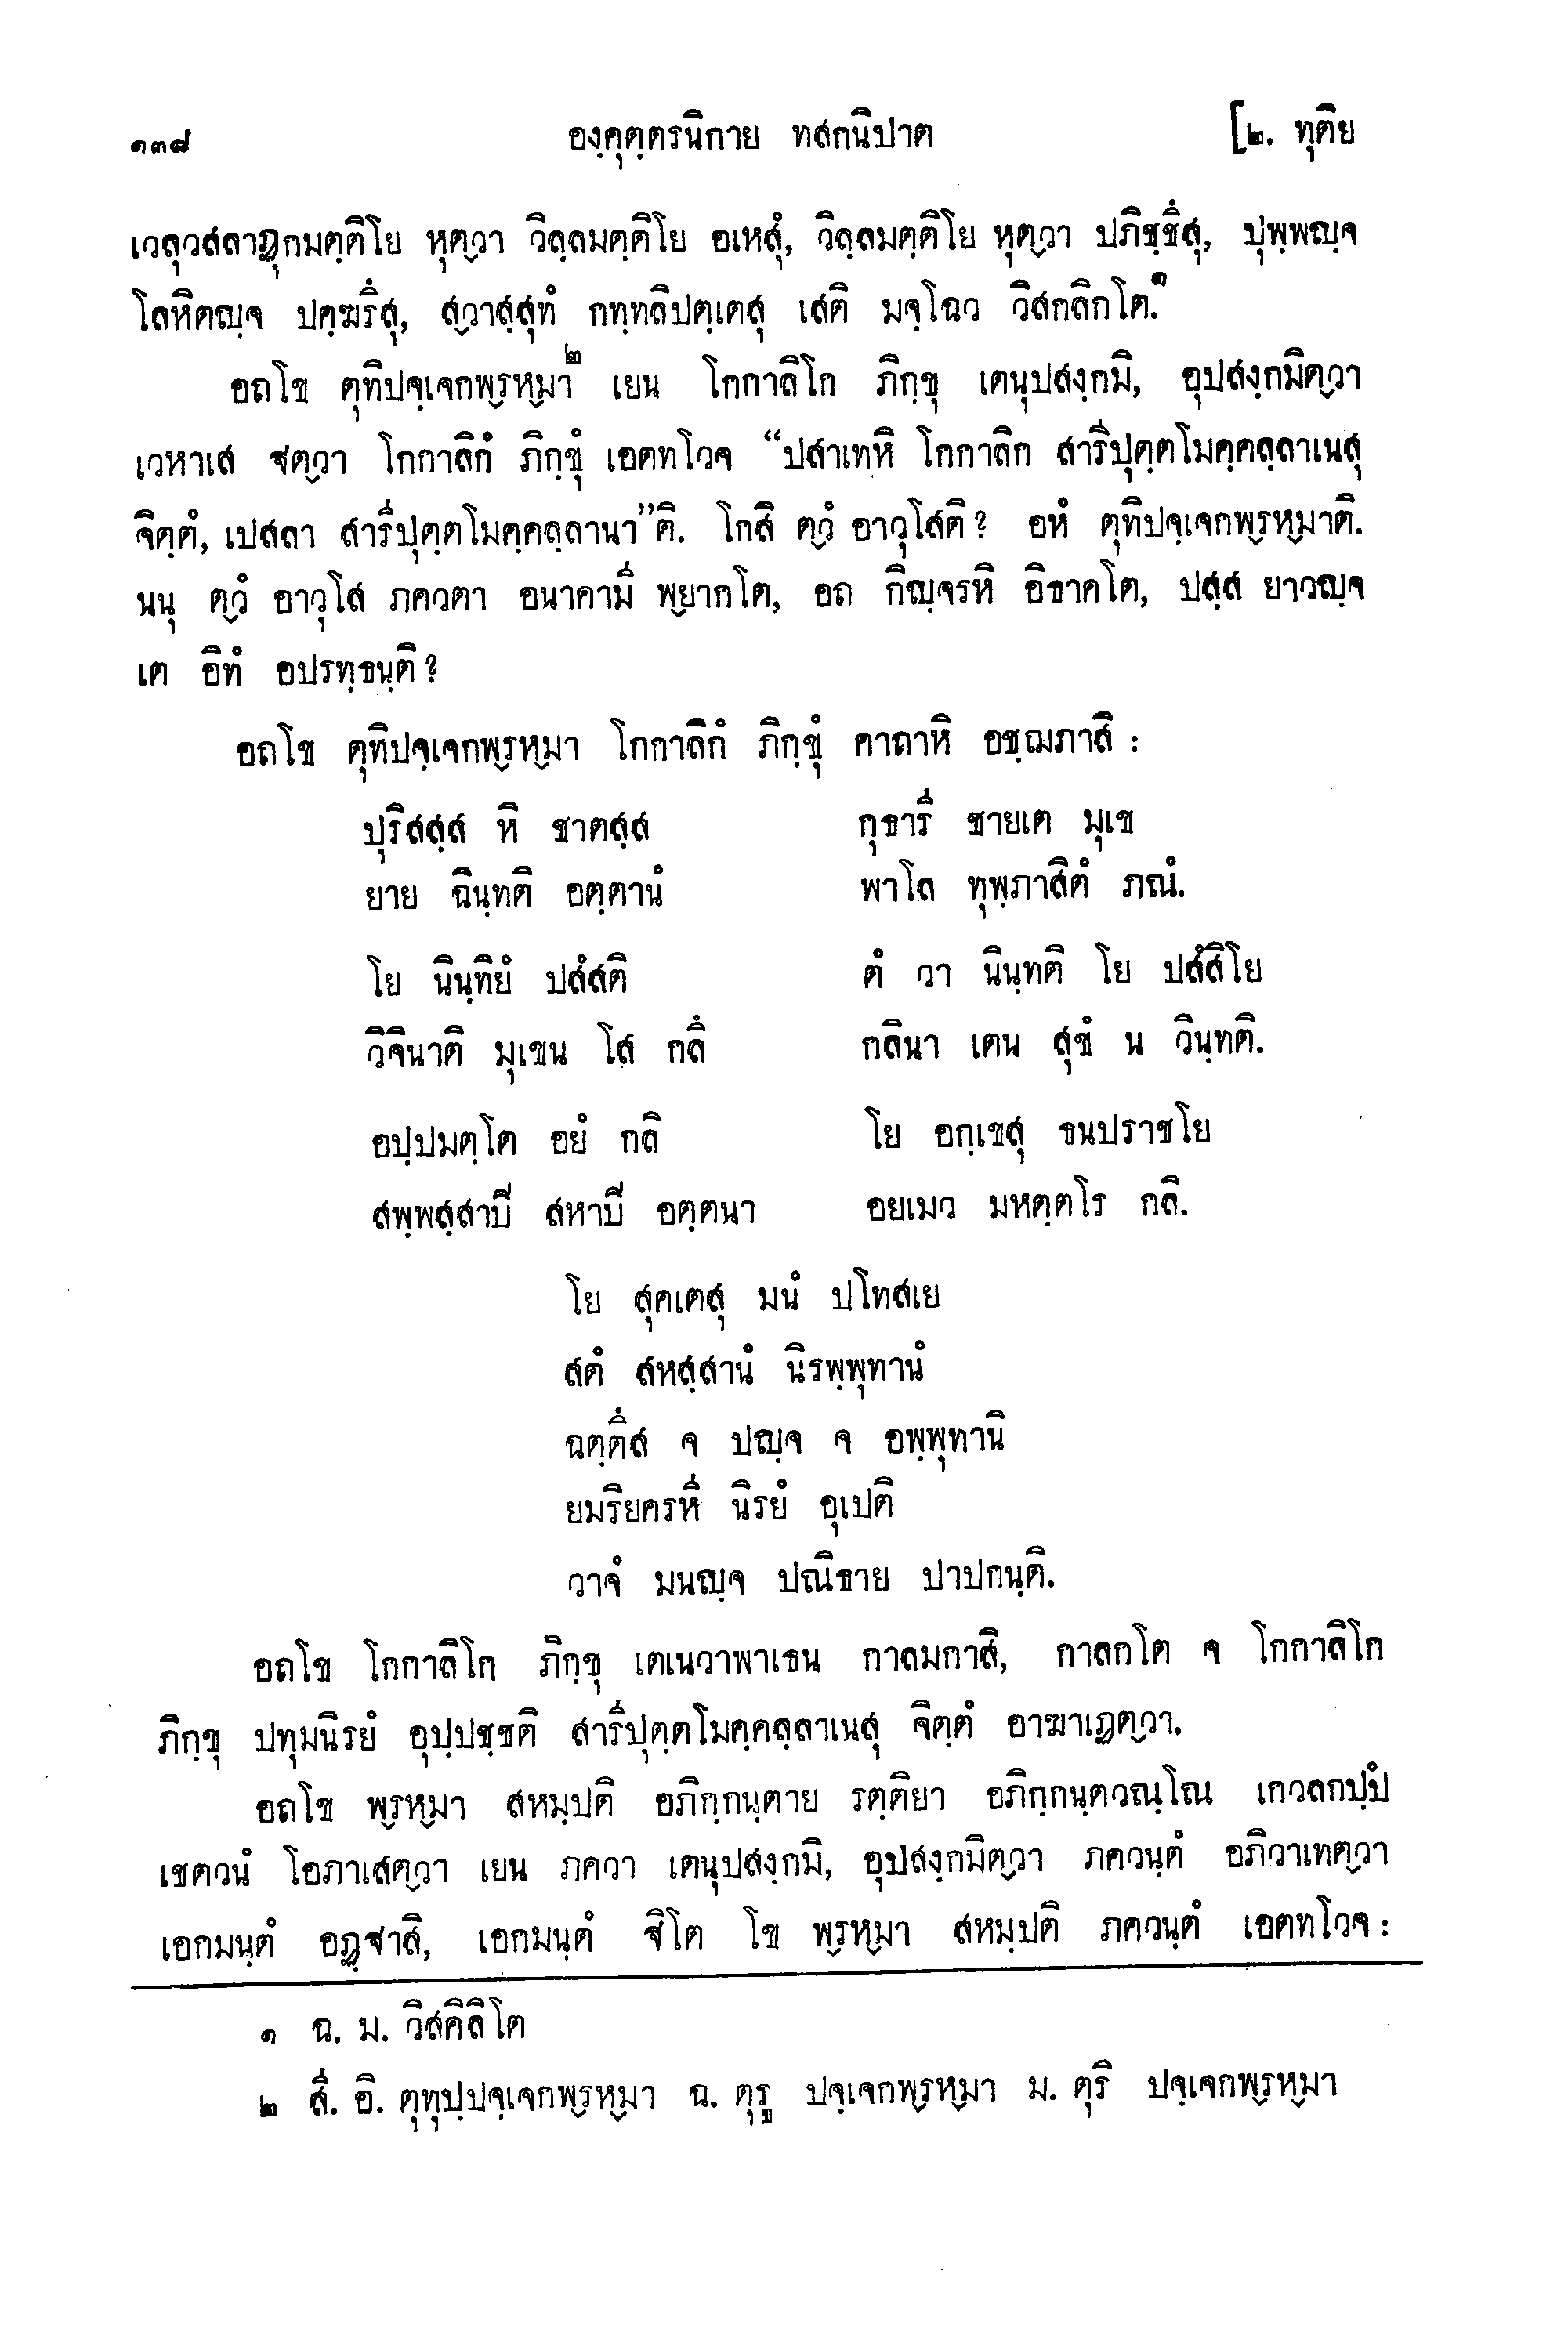 ๑๓๘ องฺคุตฺตรนิกาย ทสกนิปาต [๒. ทุติย
เวลุวสลาฏุกมตฺติโย หุตฺวา วิลฺลมตฺติโย อเหสุํ, วิลฺลมตฺติโย หุตฺวา ปภิชฺชึสุ, ปุพฺพญฺจ
โลหิตญฺจ ปคฺฆรึสุ, สฺวาสฺสุทํ กทฺทลิปตฺเตสุ เสติ มจฺโฉว วิสกลิกโต.๑
อถโข ตุทิปจฺเจกพฺรหฺมา๒ เยน โกกาลิโก ภิกฺขุ เตนุปสงฺกมิ, อุปสงฺกมิตฺวา
เวหาเส ฐตฺวา โกกาลิกํ ภิกฺขุํ เอตทโวจ “ปสาเทหิ โกกาลิก สารีปุตฺตโมคฺคลฺลาเนสุ
จิตฺตํ, เปสลา สารีปุตฺตโมคฺคลฺลานา”ติ. โกสิ ตฺวํ อาวุโสติ? อหํ ตุทิปจฺเจกพฺรหฺมาติ.
นนุ ตฺวํ อาวุโส ภควตา อนาคามี พฺยากโต, อถ กิญฺจรหิ อิธาคโต, ปสฺส ยาวญฺจ
เต อิทํ อปรทฺธนฺติ?
อถโข ตุทิปจฺเจกพฺรหฺมา โกกาลิกํ ภิกฺขุํ คาถาหิ อชฺฌภาสิ :
ปุริสสฺส หิ ชาตสฺส กุธารี ชายเต มุเข
ยาย ฉินฺทติ อตฺตานํ พาโล ทุพฺภาสิตํ ภณํ.
โย นินฺทิยํ ปสํสติ ตํ วา นินฺทติ โย ปสํสิโย
วิจินาติ มุเขน โส กลึ กลินา เตน สุขํ น วินฺทติ.
อปฺปมตฺโต อยํ กลิ โย อกฺเขสุ ธนปราชโย
สพฺพสฺสาปี สหาปี อตฺตนา อยเมว มหตฺตโร กลิ.
โย สุคเตสุ มนํ ปโทสเย
สตํ สหสฺสานํ นิรพฺพุทานํ
ฉตฺตึส จ ปญฺจ จ อพฺพุทานิ
ยมริยครหี นิรยํ อุเปติ
วาจํ มนญฺจ ปณิธาย ปาปกนฺติ.
อถโข โกกาลิโก ภิกฺขุ เตเนวาพาเธน กาลมกาสิ, กาลกโต จ โกกาลิโก
ภิกฺขุ ปทุมนิรยํ อุปฺปชฺชติ สารีปุตฺตโมคฺคลฺลาเนสุ จิตฺตํ อาฆาเฏตฺวา.
อถโข พฺรหฺมา สหมฺปติ อภิกฺกนฺตาย รตฺติยา อภิกฺกนฺตวณฺโณ เกวลกปฺปํ
เชตวนํ โอภาเสตฺวา เยน ภควา เตนุปสงฺกมิ, อุปสงฺกมิตฺวา ภควนฺตํ อภิวาเทตฺวา
เอกมนฺตํ อฏฺฐาสิ, เอกมนฺตํ ฐิโต โข พฺรหฺมา สหมฺปติ ภควนฺตํ เอตทโวจ :
๑ ฉ. ม. วิสคิลิโต
๒ สี. อิ. ตุทุปฺปจฺเจกพฺรหฺมา ฉ. ตุรู ปจฺเจกพฺรหฺมา ม. ตุริ ปจฺเจกพฺรหฺมา